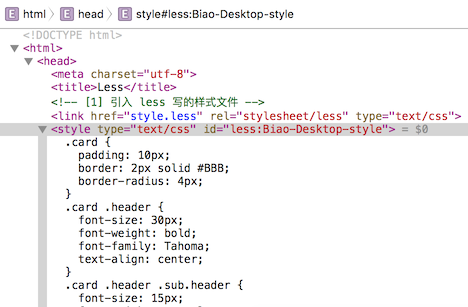 E html E head E style#less:Biao-Desktop-style
<!DOCTYPE html>
<html>
<head>
<meta charset="utf-8">
<title>Less</title>
<!-- [1] 引入 less 写的样式文件 -->
<link href="style.less" rel="stylesheet/less" type="text/css">
<style type="text/css" id="less:Biao-Desktop-style"> = $0
.card {
padding: 10px;
border: 2px solid #BBB;
border-radius: 4px;
}
.card .header {
font-size: 30px;
font-weight: bold;
font-family: Tahoma;
text-align: center;
}
.card .header .sub.header {
font-size: 15px;